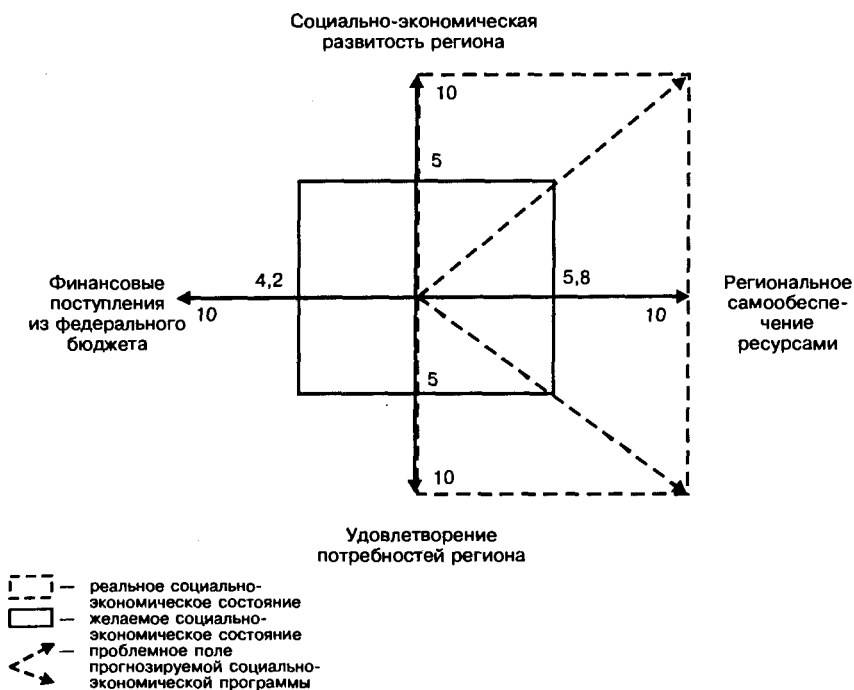 Социально-экономическая
развитость региона
10
5
Финансовые
поступления
из федерального
бюджета
10
4,2
5,8
10
Региональное
самообеспе-
чение
ресурсами
5
10
Удовлетворение
потребностей региона
— реальное социально-
экономическое состояние
— желаемое социально-
экономическое состояние
— проблемное поле
прогнозируемой социально-
экономической программы